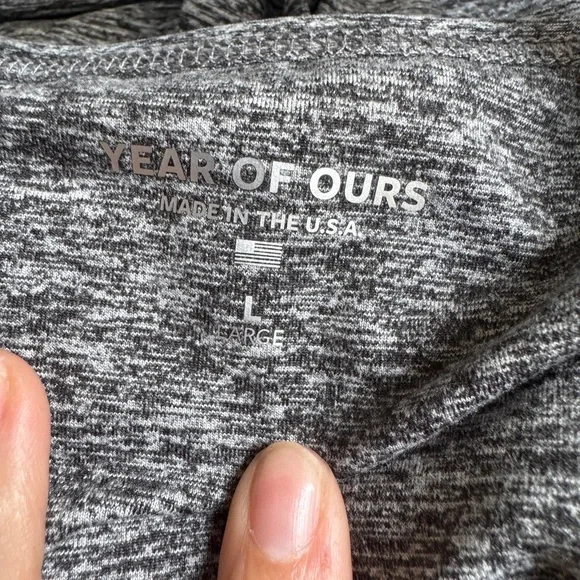 YEAR OF OURS
MADE IN THE U.S.A.
L
LARGE